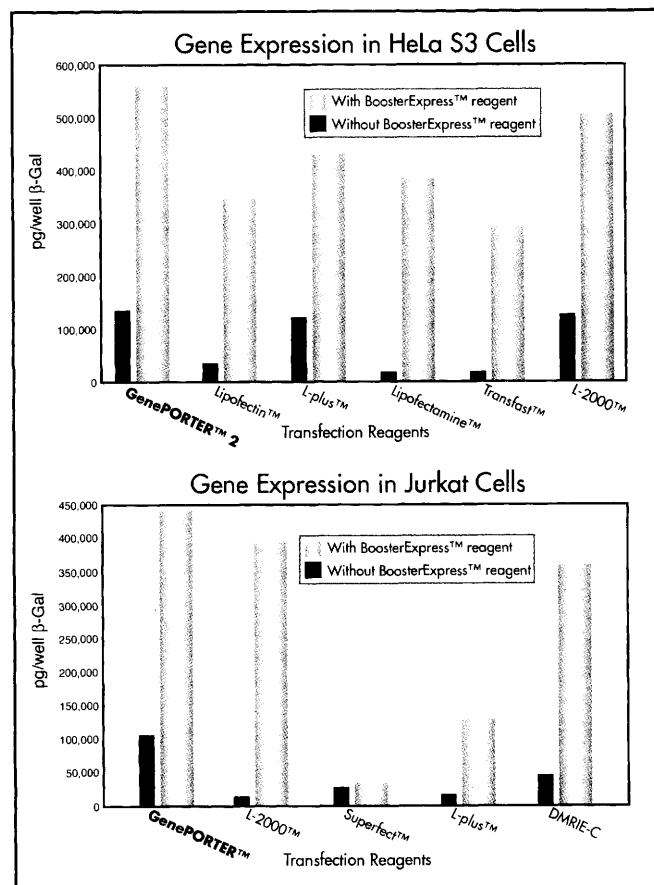 Gene Expression in HeLa S3 Cells
600,000
500,000
400,000
300,000
200,000
100,000
0
pg/well β-Gal
With BoosterExpress™ reagent
Without BoosterExpress™ reagent
GenePORTER™ 2
Lipofectin™
L-plus™
Lipofectamine™
Transfast™
L-2000™
Transfection Reagents
Gene Expression in Jurkat Cells
450,000
400,000
350,000
300,000
250,000
200,000
150,000
100,000
50,000
0
pg/well β-Gal
With BoosterExpress™ reagent
Without BoosterExpress™ reagent
GenePORTER™
L-2000™
Superfect™
L-plus™
DMRIE-C
Transfection Reagents